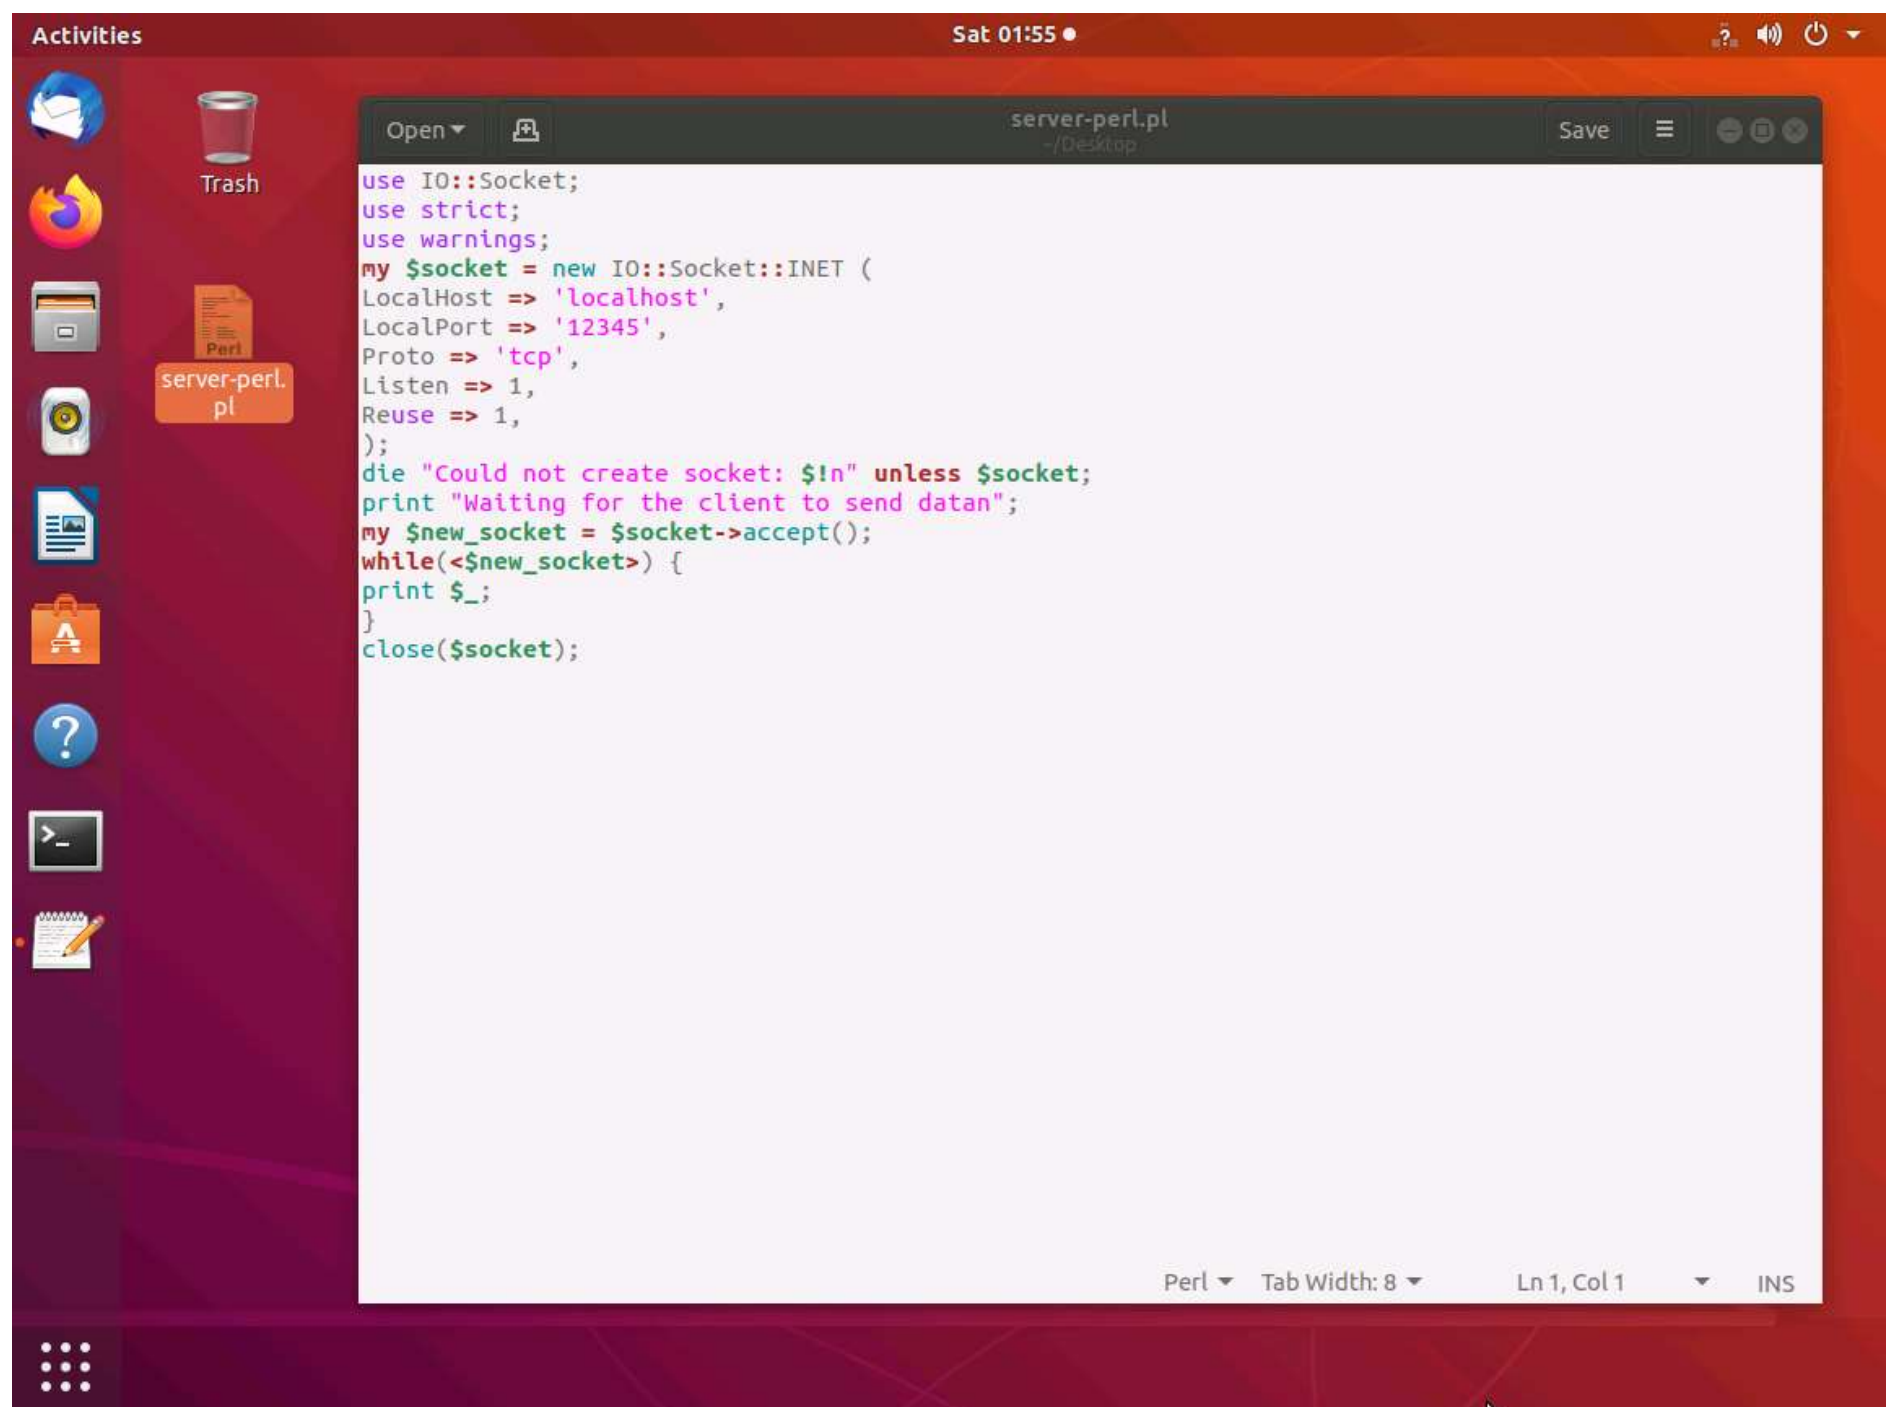 Activities
Sat 01:55
Trash
Perl
server-perl.
pl
Open
server-perl.pl
~/Desktop
Save
use IO::Socket;
use strict;
use warnings;
my $socket = new IO::Socket::INET (
LocalHost => 'localhost',
LocalPort => '12345',
Proto => 'tcp',
Listen => 1,
Reuse => 1,
);
die "Could not create socket: $!n" unless $socket;
print "Waiting for the client to send datan";
my $new_socket = $socket->accept();
while(<$new_socket>) {
print $_;
}
close($socket);
Perl Tab Width: 8 Ln 1, Col 1 INS